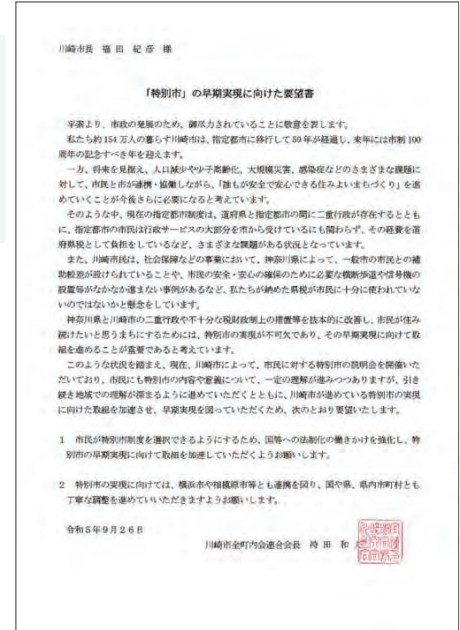 川崎市長 福田 紀彦 様
「特別市」の早期実現に向けた要望書
平素より、市政の発展のため、御尽力されていることに敬意を表します。
私たち約154万人の暮らす川崎市は、指定都市に移行して50年が経過し、来年には市制100
周年の記念すべき年を迎えます。
一方、将来を見据え、人口減少や少子高齢化、大規模災害、感染症などのさまざまな課題に
対して、市民と市が連携・協働しながら、「誰もが安全で安心できる住みよいまちづくり」を進
めていくことが今後さらに必要になると考えています。
そのような中、現在の指定都市制度は、道府県と指定都市の間に二重行政が存在するととも
に、指定都市の市民は行政サービスの大部分を市から受けているにも関わらず、その経費を道
府県税として負担をしているなど、さまざまな課題がある状況となっています。
また、川崎市民は、社会保障などの事業において、神奈川県によって、一般市の市民との補
助較差が設けられていることや、市民の安全・安心の確保のために必要な横断歩道や信号機の
設置等がなかなか進まない事例があるなど、私たちが納めた県税が市民に十分に使われていな
いのではないかと懸念をしています。
神奈川県と川崎市の二重行政や不十分な税財政制上の措置等を抜本的に改善し、市民が住み
続けたいと思うまちにするためには、特別市の実現が不可欠であり、その早期実現に向けて取
組を進めることが重要であると考えています。
このような状況を踏まえ、現在、川崎市によって、市民に対する特別市の説明会を開催いた
だいており、市民にも特別市の内容や意義について、一定の理解が進みつつありますが、引き
続き地域での理解が深まるように進めていただくとともに、川崎市が進めている特別市の実現
に向けた取組を加速させ、早期実現を図っていただくため、次のとおり要望いたします。
1 市民が特別市制度を選択できるようにするため、国等への法制化の働きかけを強化し、特
別市の早期実現に向けて取組を加速していただくようお願いします。
2 特別市の実現に向けては、横浜市や相模原市等とも連携を図り、国や県、県内市町村とも
丁寧な調整を進めていいただきますようお願いします。
令和5年9月26日
川崎市全町内会連合会会長 持田 和